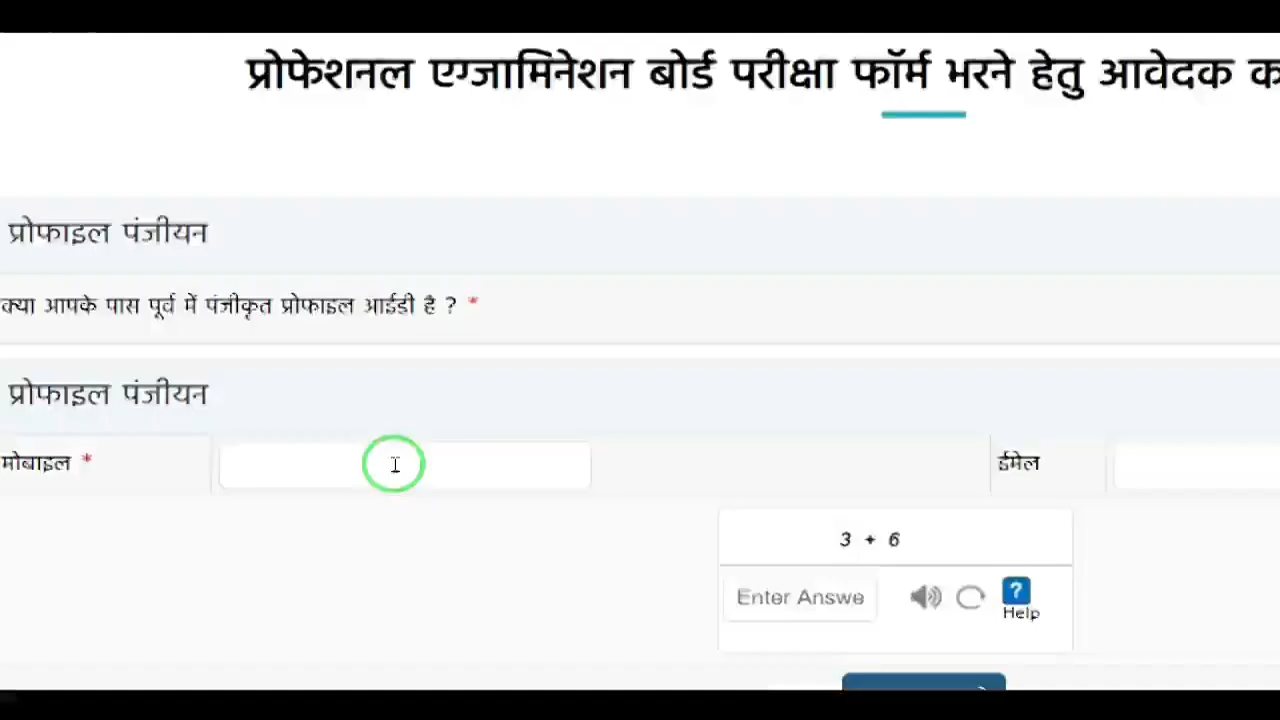 प्रोफेशनल एग्जामिनेशन बोर्ड परीक्षा फॉर्म भरने हेतु आवेदक
प्रोफाइल पंजीयन
क्या आपके पास पूर्व में पंजीकृत प्रोफाइल आईडी है ? *
प्रोफाइल पंजीयन
मोबाइल *
ईमेल
3 + 6
Enter Answe
?
Help